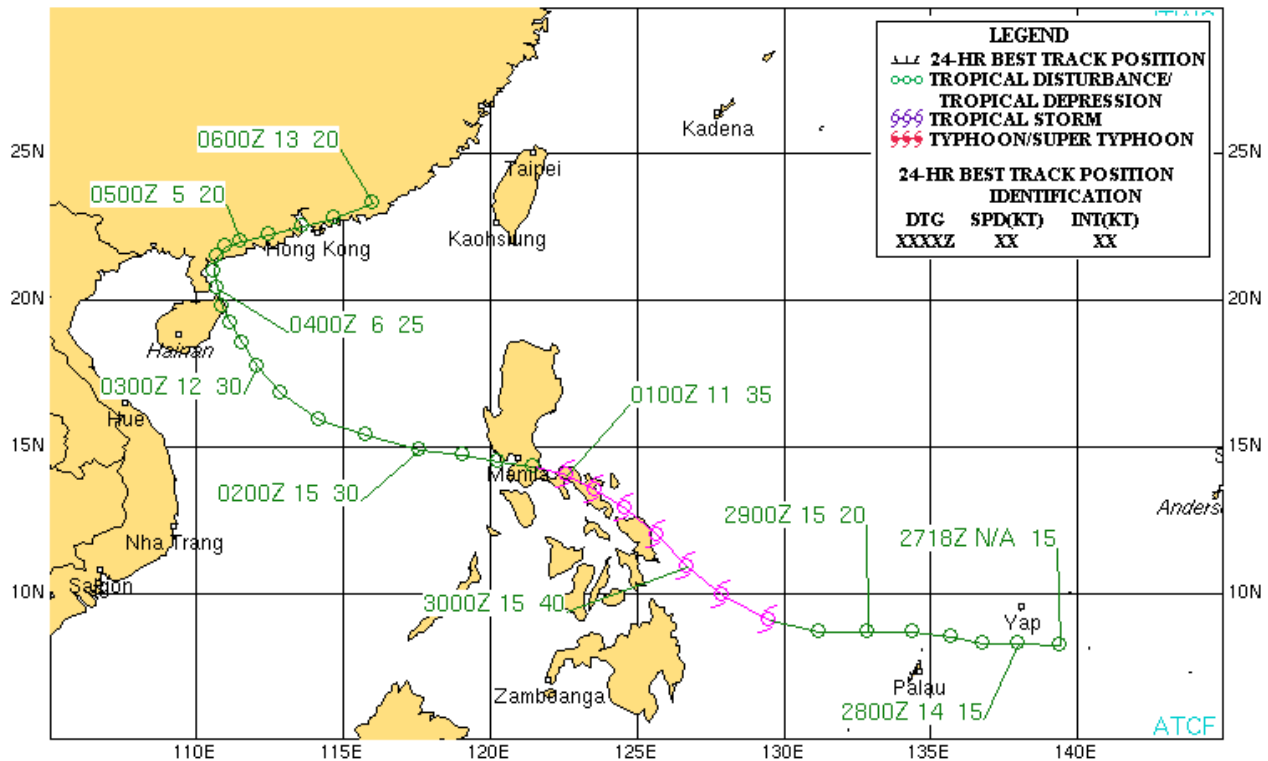 LEGEND
24-HR BEST TRACK POSITION
TROPICAL DISTURBANCE/
TROPICAL DEPRESSION
TROPICAL STORM
TYPHOON/SUPER TYPHOON
24-HR BEST TRACK POSITION
IDENTIFICATION
DTG SPD(KT) INT(KT)
XXXXZ XX XX
Kadena
0600Z 13 20
25N
25N
Taipei
0500Z 5 20
Kaohsiung
Hong Kong
20N
20N
0400Z 6 25
Hainan
0300Z 12 30
0100Z 11 35
Hue
15N
15N
Manila
0200Z 15 30
2900Z 15 20
2718Z N/A 15
Nha Trang
Saigon
10N
10N
3000Z 15 40
Yap
Zamboanga
Palau
2800Z 14 15
ATCF
110E
115E
120E
125E
130E
135E
140E